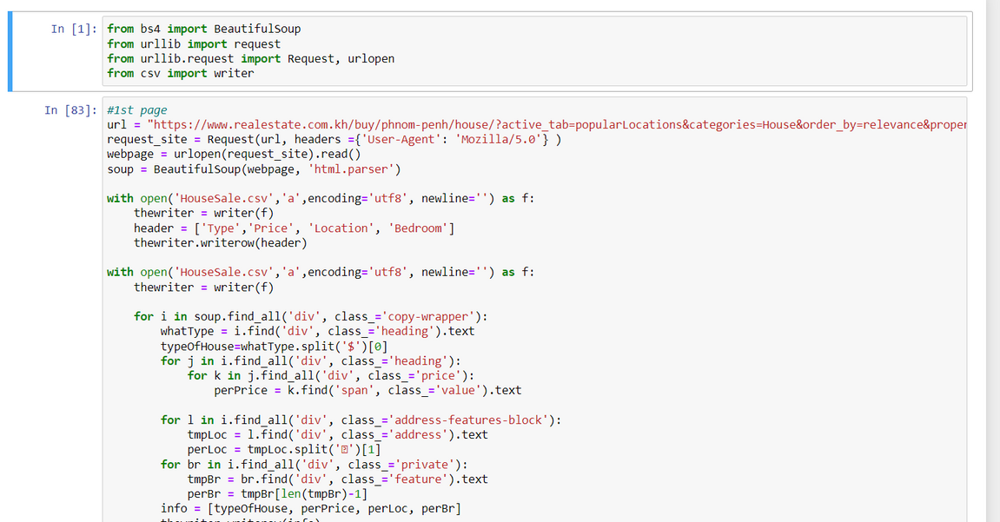 In [1]:
from bs4 import BeautifulSoup
from urllib import request
from urllib.request import Request, urlopen
from csv import writer
In [83]:
#1st page
url = "https://www.realestate.com.kh/buy/phnom-penh/house/?active_tab=popularLocations&categories=House&order_by=relevance&proper
request_site = Request(url, headers ={'User-Agent': 'Mozilla/5.0'} )
webpage = urlopen(request_site).read()
soup = BeautifulSoup(webpage, 'html.parser')
with open('HouseSale.csv','a',encoding='utf8', newline='') as f:
    thewriter = writer(f)
    header = ['Type','Price', 'Location', 'Bedroom']
    thewriter.writerow(header)
with open('HouseSale.csv','a',encoding='utf8', newline='') as f:
    thewriter = writer(f)
    for i in soup.find_all('div', class_='copy-wrapper'):
        whatType = i.find('div', class_='heading').text
        typeOfHouse=whatType.split('$')[0]
        for j in i.find_all('div', class_='heading'):
            for k in j.find_all('div', class_='price'):
                perPrice = k.find('span', class_='value').text
        for l in i.find_all('div', class_='address-features-block'):
            tmpLoc = l.find('div', class_='address').text
            perLoc = tmpLoc.split('')[1]
        for br in i.find_all('div', class_='private'):
            tmpBr = br.find('div', class_='feature').text
            perBr = tmpBr[len(tmpBr)-1]
        info = [typeOfHouse, perPrice, perLoc, perBr]